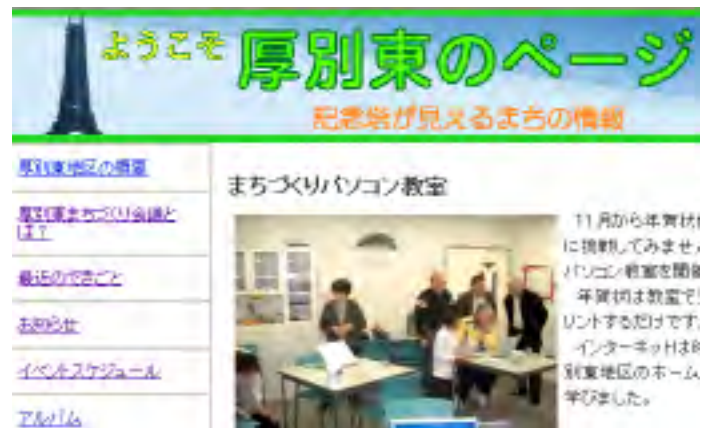 ようこそ 厚別東のページ
記念塔が見えるまちの情報
厚別東地区の概要
厚別東まちづくり会議と
は?
最近のできごと
お知らせ
イベントスケジュール
アルバム
まちづくりパソコン教室
11月から年賀状
に挑戦してみませ
パソコン教室を開催
年賀状は教室で
リントするだけです。
インターネットは
別東地区のホーム
学びました。